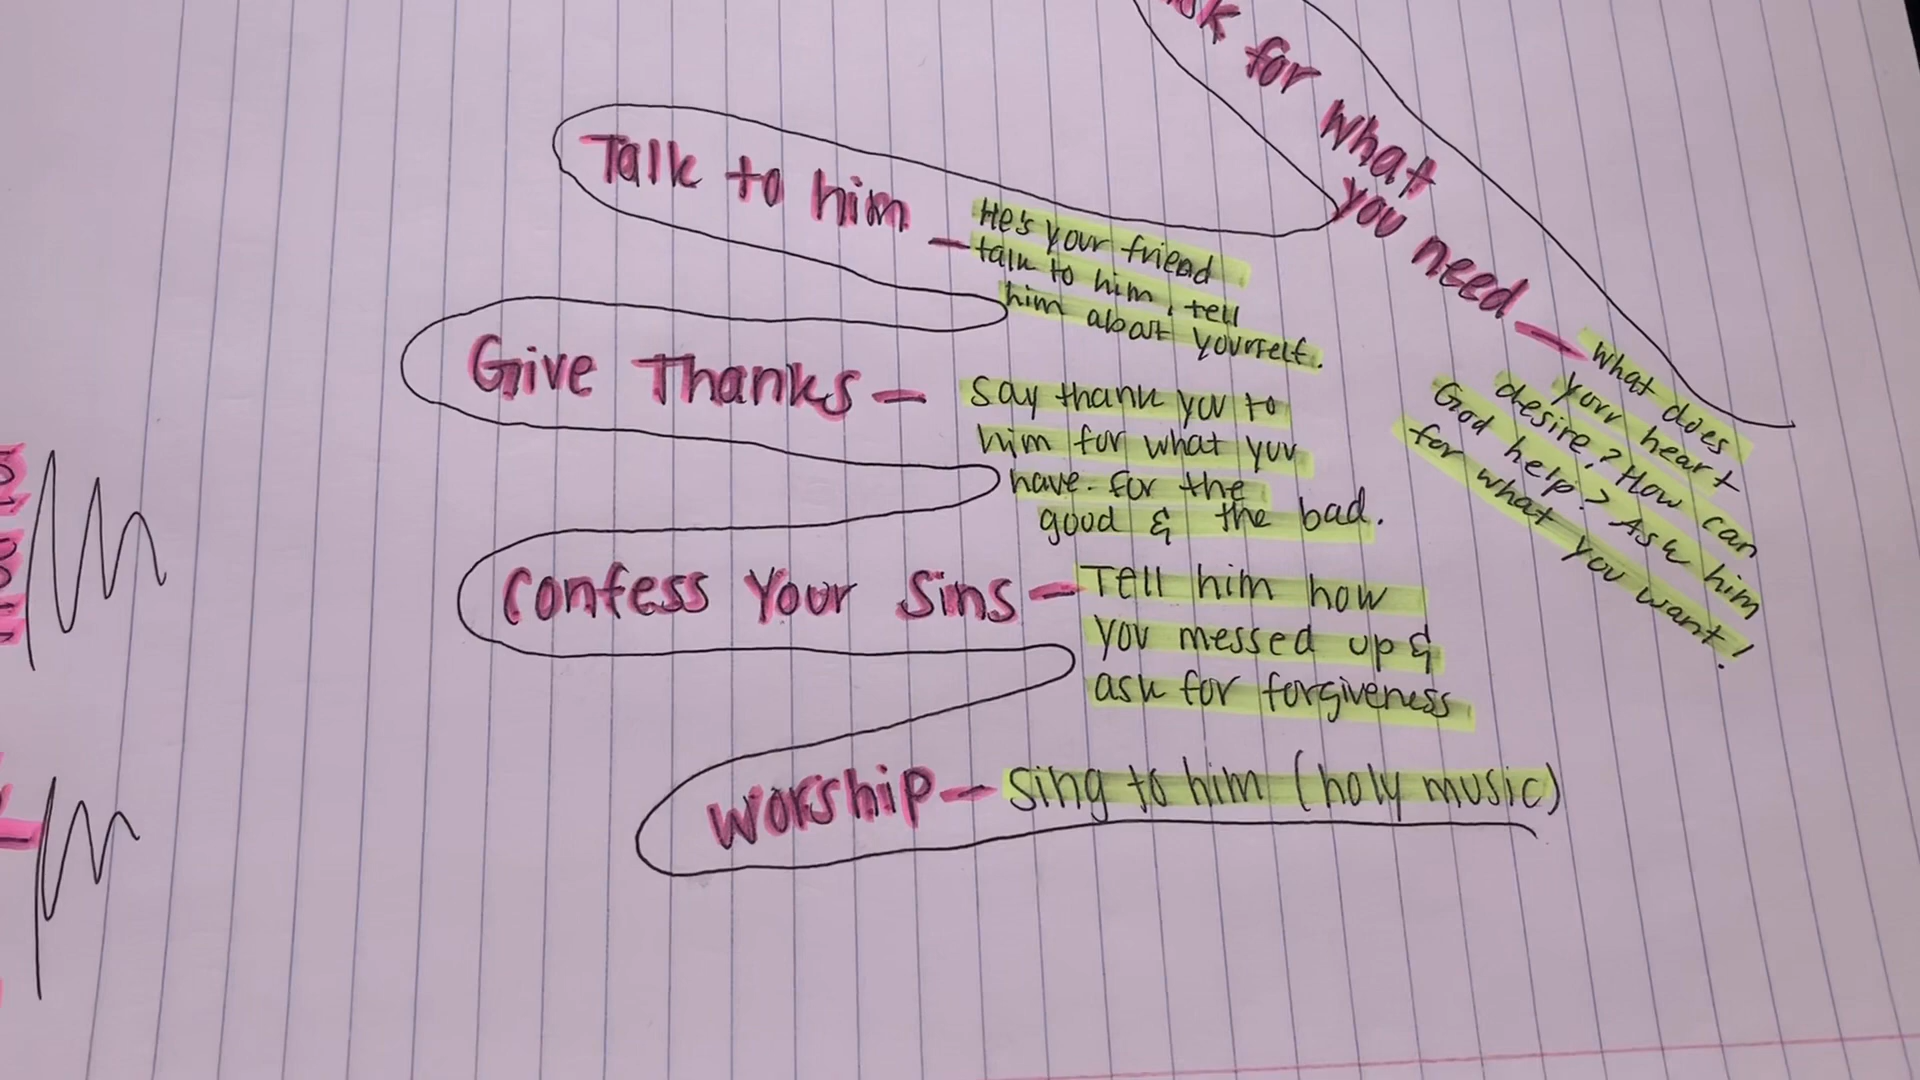 for what
you need —
What does
your heart
desire? How can
God help? Ask him
for what you want!
Talk to him —
He's your friend
talk to him, tell
him about yourself.
Give Thanks —
Say thank you to
him for what you
have. for the
good & the bad.
Confess Your Sins —
Tell him how
you messed up &
ask for forgiveness
Worship — sing to him (holy music)